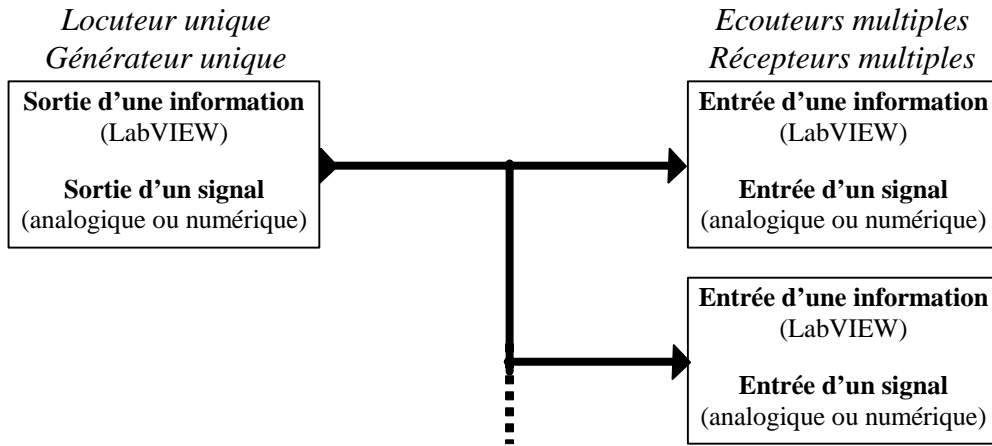 Locuteur unique
Générateur unique
Sortie d’une information
(LabVIEW)
Sortie d’un signal
(analogique ou numérique)
Ecouteurs multiples
Récepteurs multiples
Entrée d’une information
(LabVIEW)
Entrée d’un signal
(analogique ou numérique)
Entrée d’une information
(LabVIEW)
Entrée d’un signal
(analogique ou numérique)